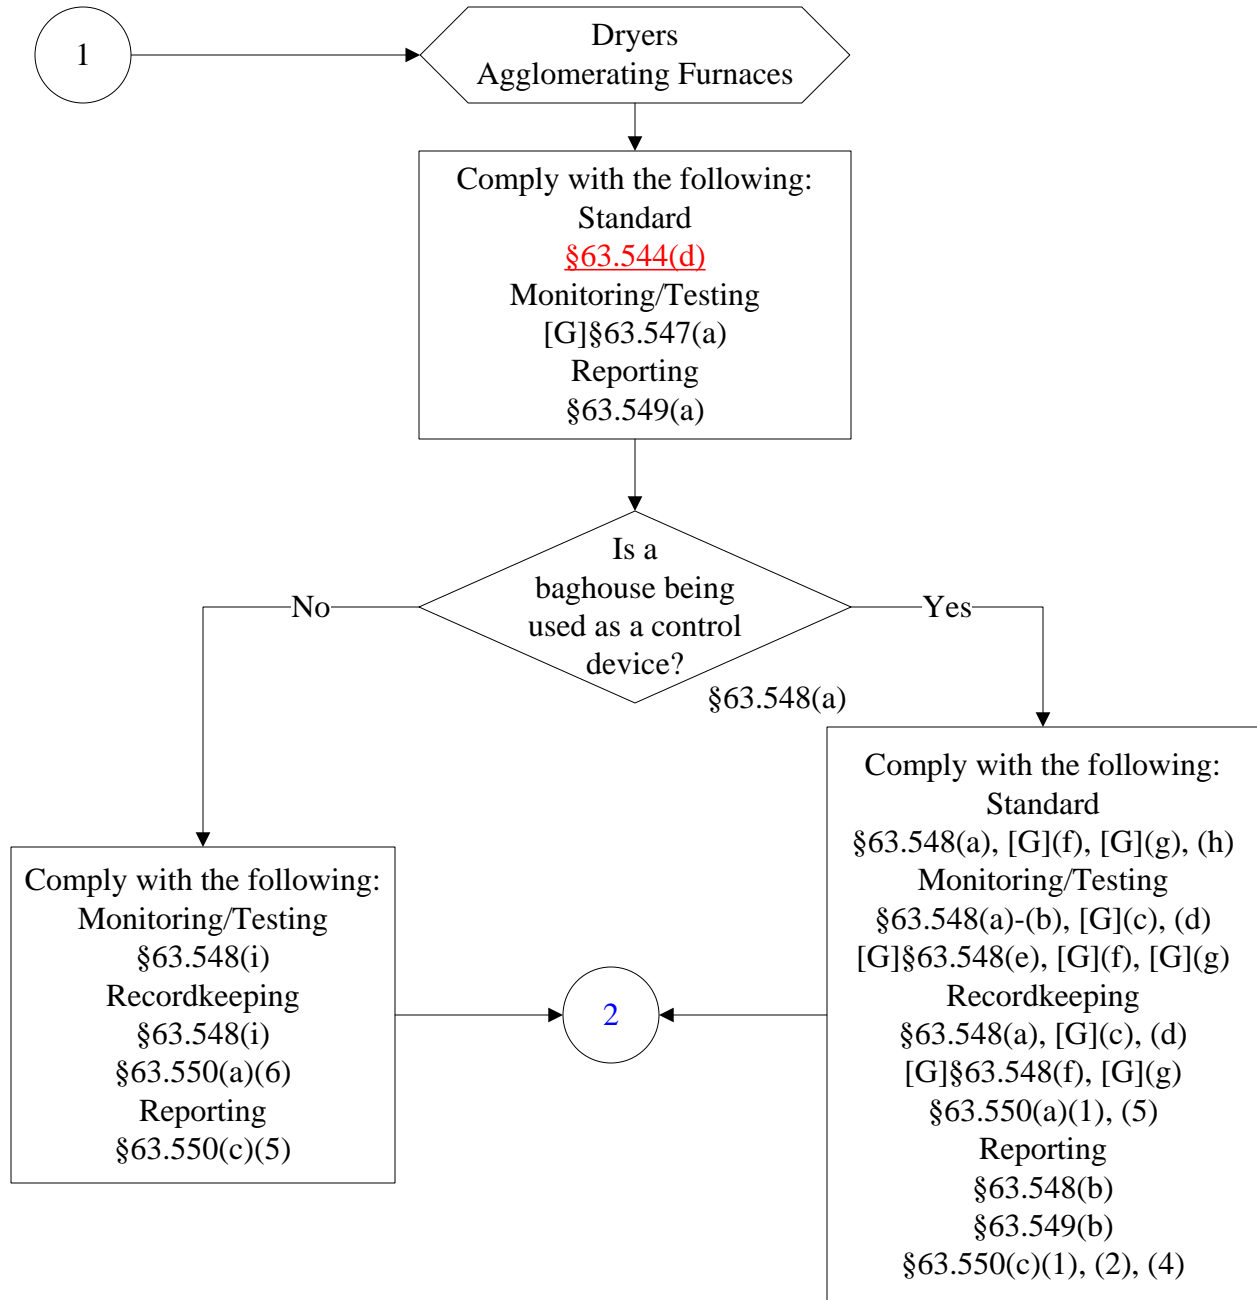 1
Dryers
Agglomerating Furnaces
Comply with the following:
Standard
§63.544(d)
Monitoring/Testing
[G]§63.547(a)
Reporting
§63.549(a)
Is a
baghouse being
used as a control
device?
No
Yes
§63.548(a)
Comply with the following:
Monitoring/Testing
§63.548(i)
Recordkeeping
§63.548(i)
§63.550(a)(6)
Reporting
§63.550(c)(5)
2
Comply with the following:
Standard
§63.548(a), [G](f), [G](g), (h)
Monitoring/Testing
§63.548(a)-(b), [G](c), (d)
[G]§63.548(e), [G](f), [G](g)
Recordkeeping
§63.548(a), [G](c), (d)
[G]§63.548(f), [G](g)
§63.550(a)(1), (5)
Reporting
§63.548(b)
§63.549(b)
§63.550(c)(1), (2), (4)